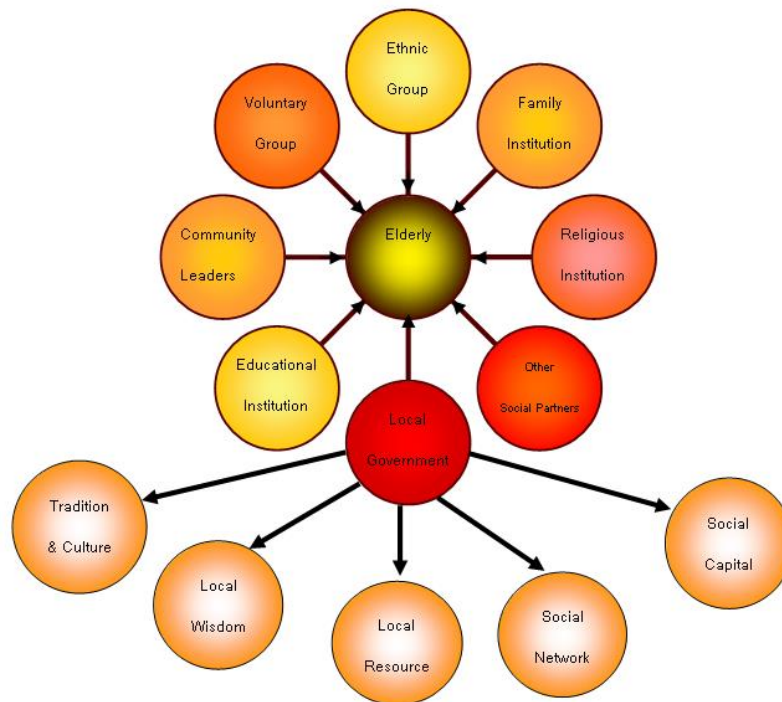 Ethnic
Group
Voluntary
Group
Family
Institution
Community
Leaders
Elderly
Religious
Institution
Educational
Institution
Other
Social Partners
Local
Government
Tradition
& Culture
Local
Wisdom
Local
Resource
Social
Network
Social
Capital